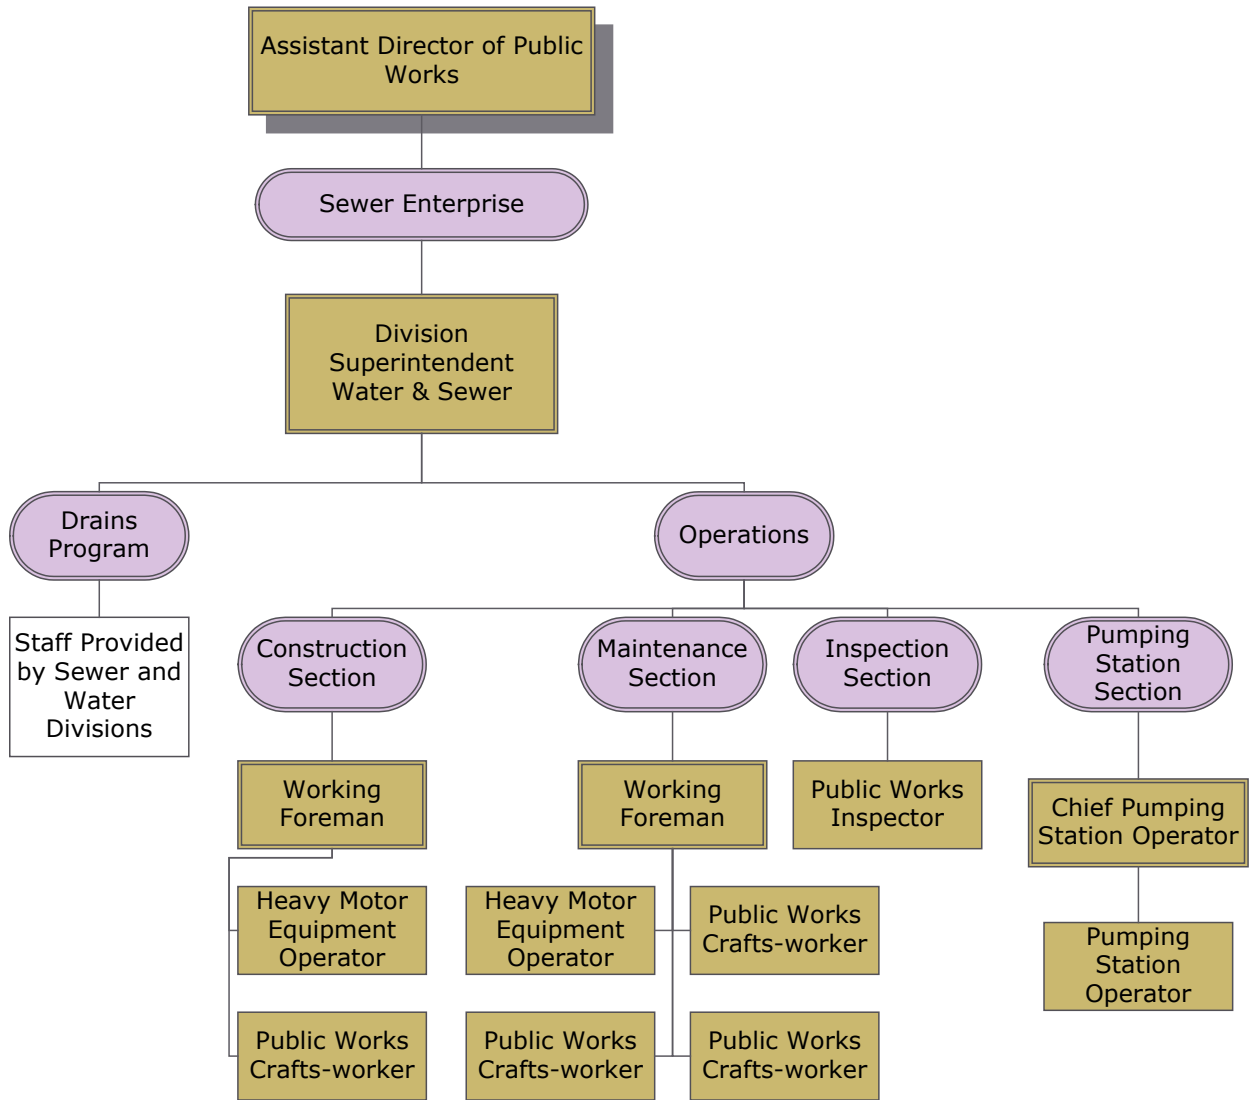 Assistant Director of Public
Works
Sewer Enterprise
Division
Superintendent
Water & Sewer
Drains
Program
Operations
Staff Provided
by Sewer and
Water
Divisions
Construction
Section
Maintenance
Section
Inspection
Section
Pumping
Station
Section
Working
Foreman
Working
Foreman
Public Works
Inspector
Chief Pumping
Station Operator
Heavy Motor
Equipment
Operator
Heavy Motor
Equipment
Operator
Public Works
Crafts-worker
Pumping
Station
Operator
Public Works
Crafts-worker
Public Works
Crafts-worker
Public Works
Crafts-worker